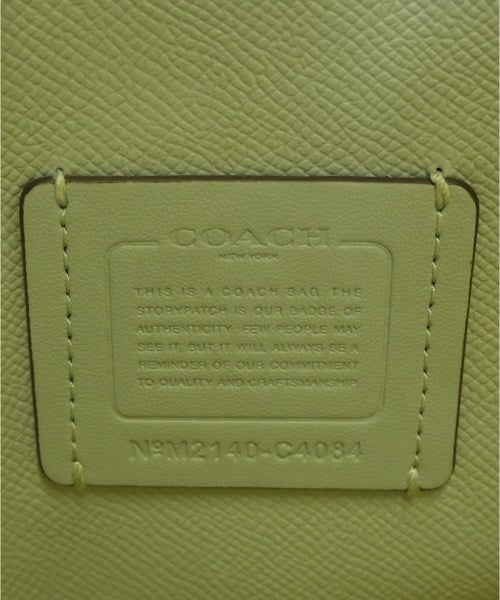 COACH
NEW YORK
THIS IS A COACH BAG. THE
STORYPATCH IS OUR BADGE OF
AUTHENTICITY. FEW PEOPLE MAY
SEE IT, BUT IT WILL ALWAYS BE A
REMINDER OF OUR COMMITMENT
TO QUALITY AND CRAFTSMANSHIP.
NºM2140-C4084